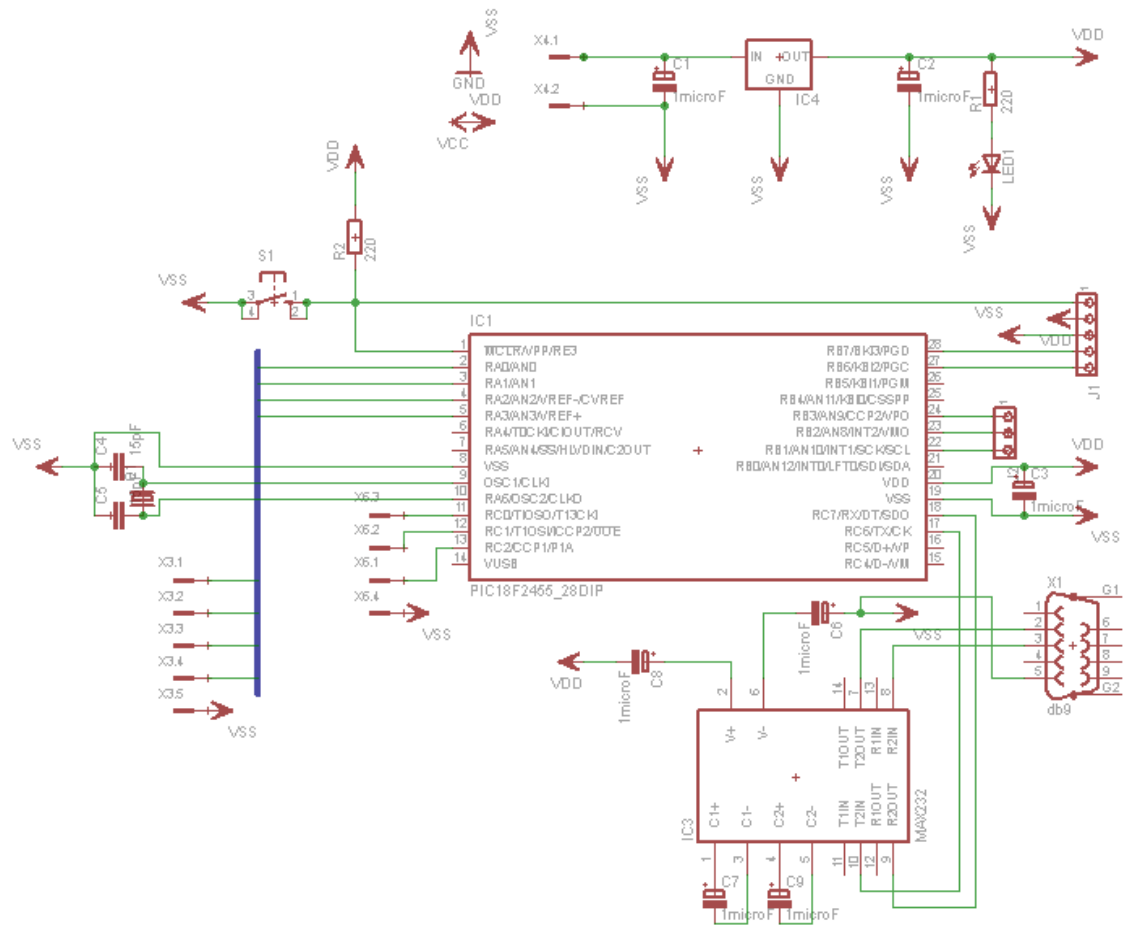 VSS
GND
VDD
VCC
X4.1
X4.2
C1
1microF
VSS
IN
OUT
GND
IC4
VSS
C2
1microF
VSS
R1
220
LED1
VSS
VDD
VDD
R2
220
S1
VSS
3
4
1
2
IC1
1 MCLR/VPP/RE3
2 RA0/AN0
3 RA1/AN1
4 RA2/AN2/VREF-/CVREF
5 RA3/AN3/VREF+
6 RA4/T0CKI/C1OUT/RCV
7 RA5/AN4/SS/HLVDIN/C2OUT
8 VSS
9 OSC1/CLKI
10 RA6/OSC2/CLKO
11 RC0/T1OSO/T13CKI
12 RC1/T1OSI/CCP2/UOE
13 RC2/CCP1/P1A
14 VUSB
RB7/KBI3/PGD 28
RB6/KBI2/PGC 27
RB5/KBI1/PGM 26
RB4/AN11/KBI0/CSSPP 25
RB3/AN9/CCP2/VPO 24
RB2/AN8/INT2/VMO 23
RB1/AN10/INT1/SCK/SCL 22
RB0/AN12/INT0/LFT0/SDI/SDA 21
VDD 20
VSS 19
RC7/RX/DT/SDO 18
RC6/TX/CK 17
RC5/D+/VP 16
RC4/D-/VM 15
PIC18F2455_28DIP
1
VSS
VDD
J1
1
VDD
C3
1microF
VSS
VSS
C4
15pF
C5
X6.3
X6.2
X6.1
X6.4
VSS
X3.1
X3.2
X3.3
X3.4
X3.5
VSS
X1
G1
1
2
3
4
5
6
7
8
9
G2
db9
1microF
C6
VSS
VDD
1microF
C8
2
6
14
7
13
8
V+
V-
T1OUT
T2OUT
R1IN
R2IN
IC3
C1+
C1-
C2+
C2-
T1IN
T2IN
R1OUT
R2OUT
MAX232
1
3
4
5
11
10
12
9
C7
1microF
C9
1microF